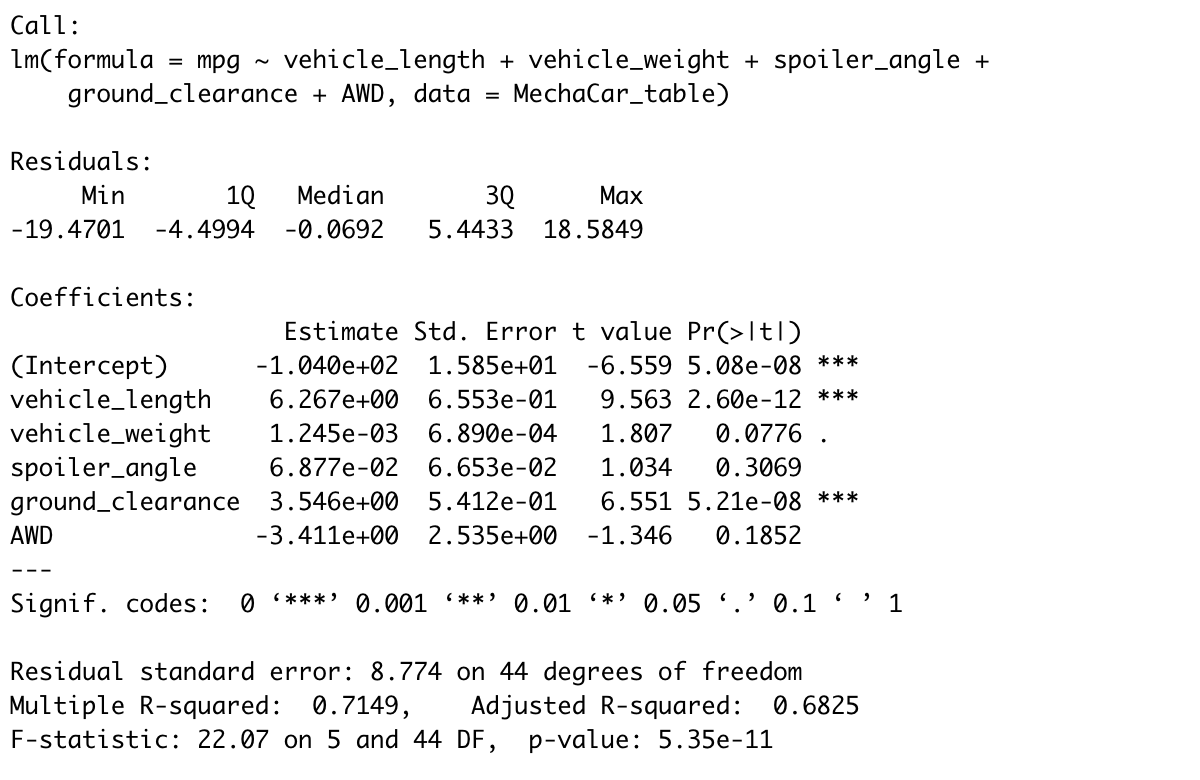 Call:
lm(formula = mpg ~ vehicle_length + vehicle_weight + spoiler_angle +
    ground_clearance + AWD, data = MechaCar_table)

Residuals:
     Min       1Q   Median       3Q      Max
-19.4701  -4.4994  -0.0692   5.4433  18.5849

Coefficients:
                   Estimate Std. Error t value Pr(>|t|)
(Intercept)      -1.040e+02  1.585e+01  -6.559 5.08e-08 ***
vehicle_length    6.267e+00  6.553e-01   9.563 2.60e-12 ***
vehicle_weight    1.245e-03  6.890e-04   1.807   0.0776 .
spoiler_angle     6.877e-02  6.653e-02   1.034   0.3069
ground_clearance  3.546e+00  5.412e-01   6.551 5.21e-08 ***
AWD              -3.411e+00  2.535e+00  -1.346   0.1852
---
Signif. codes:  0 ‘***’ 0.001 ‘**’ 0.01 ‘*’ 0.05 ‘.’ 0.1 ‘ ’ 1

Residual standard error: 8.774 on 44 degrees of freedom
Multiple R-squared:  0.7149,    Adjusted R-squared:  0.6825
F-statistic: 22.07 on 5 and 44 DF,  p-value: 5.35e-11